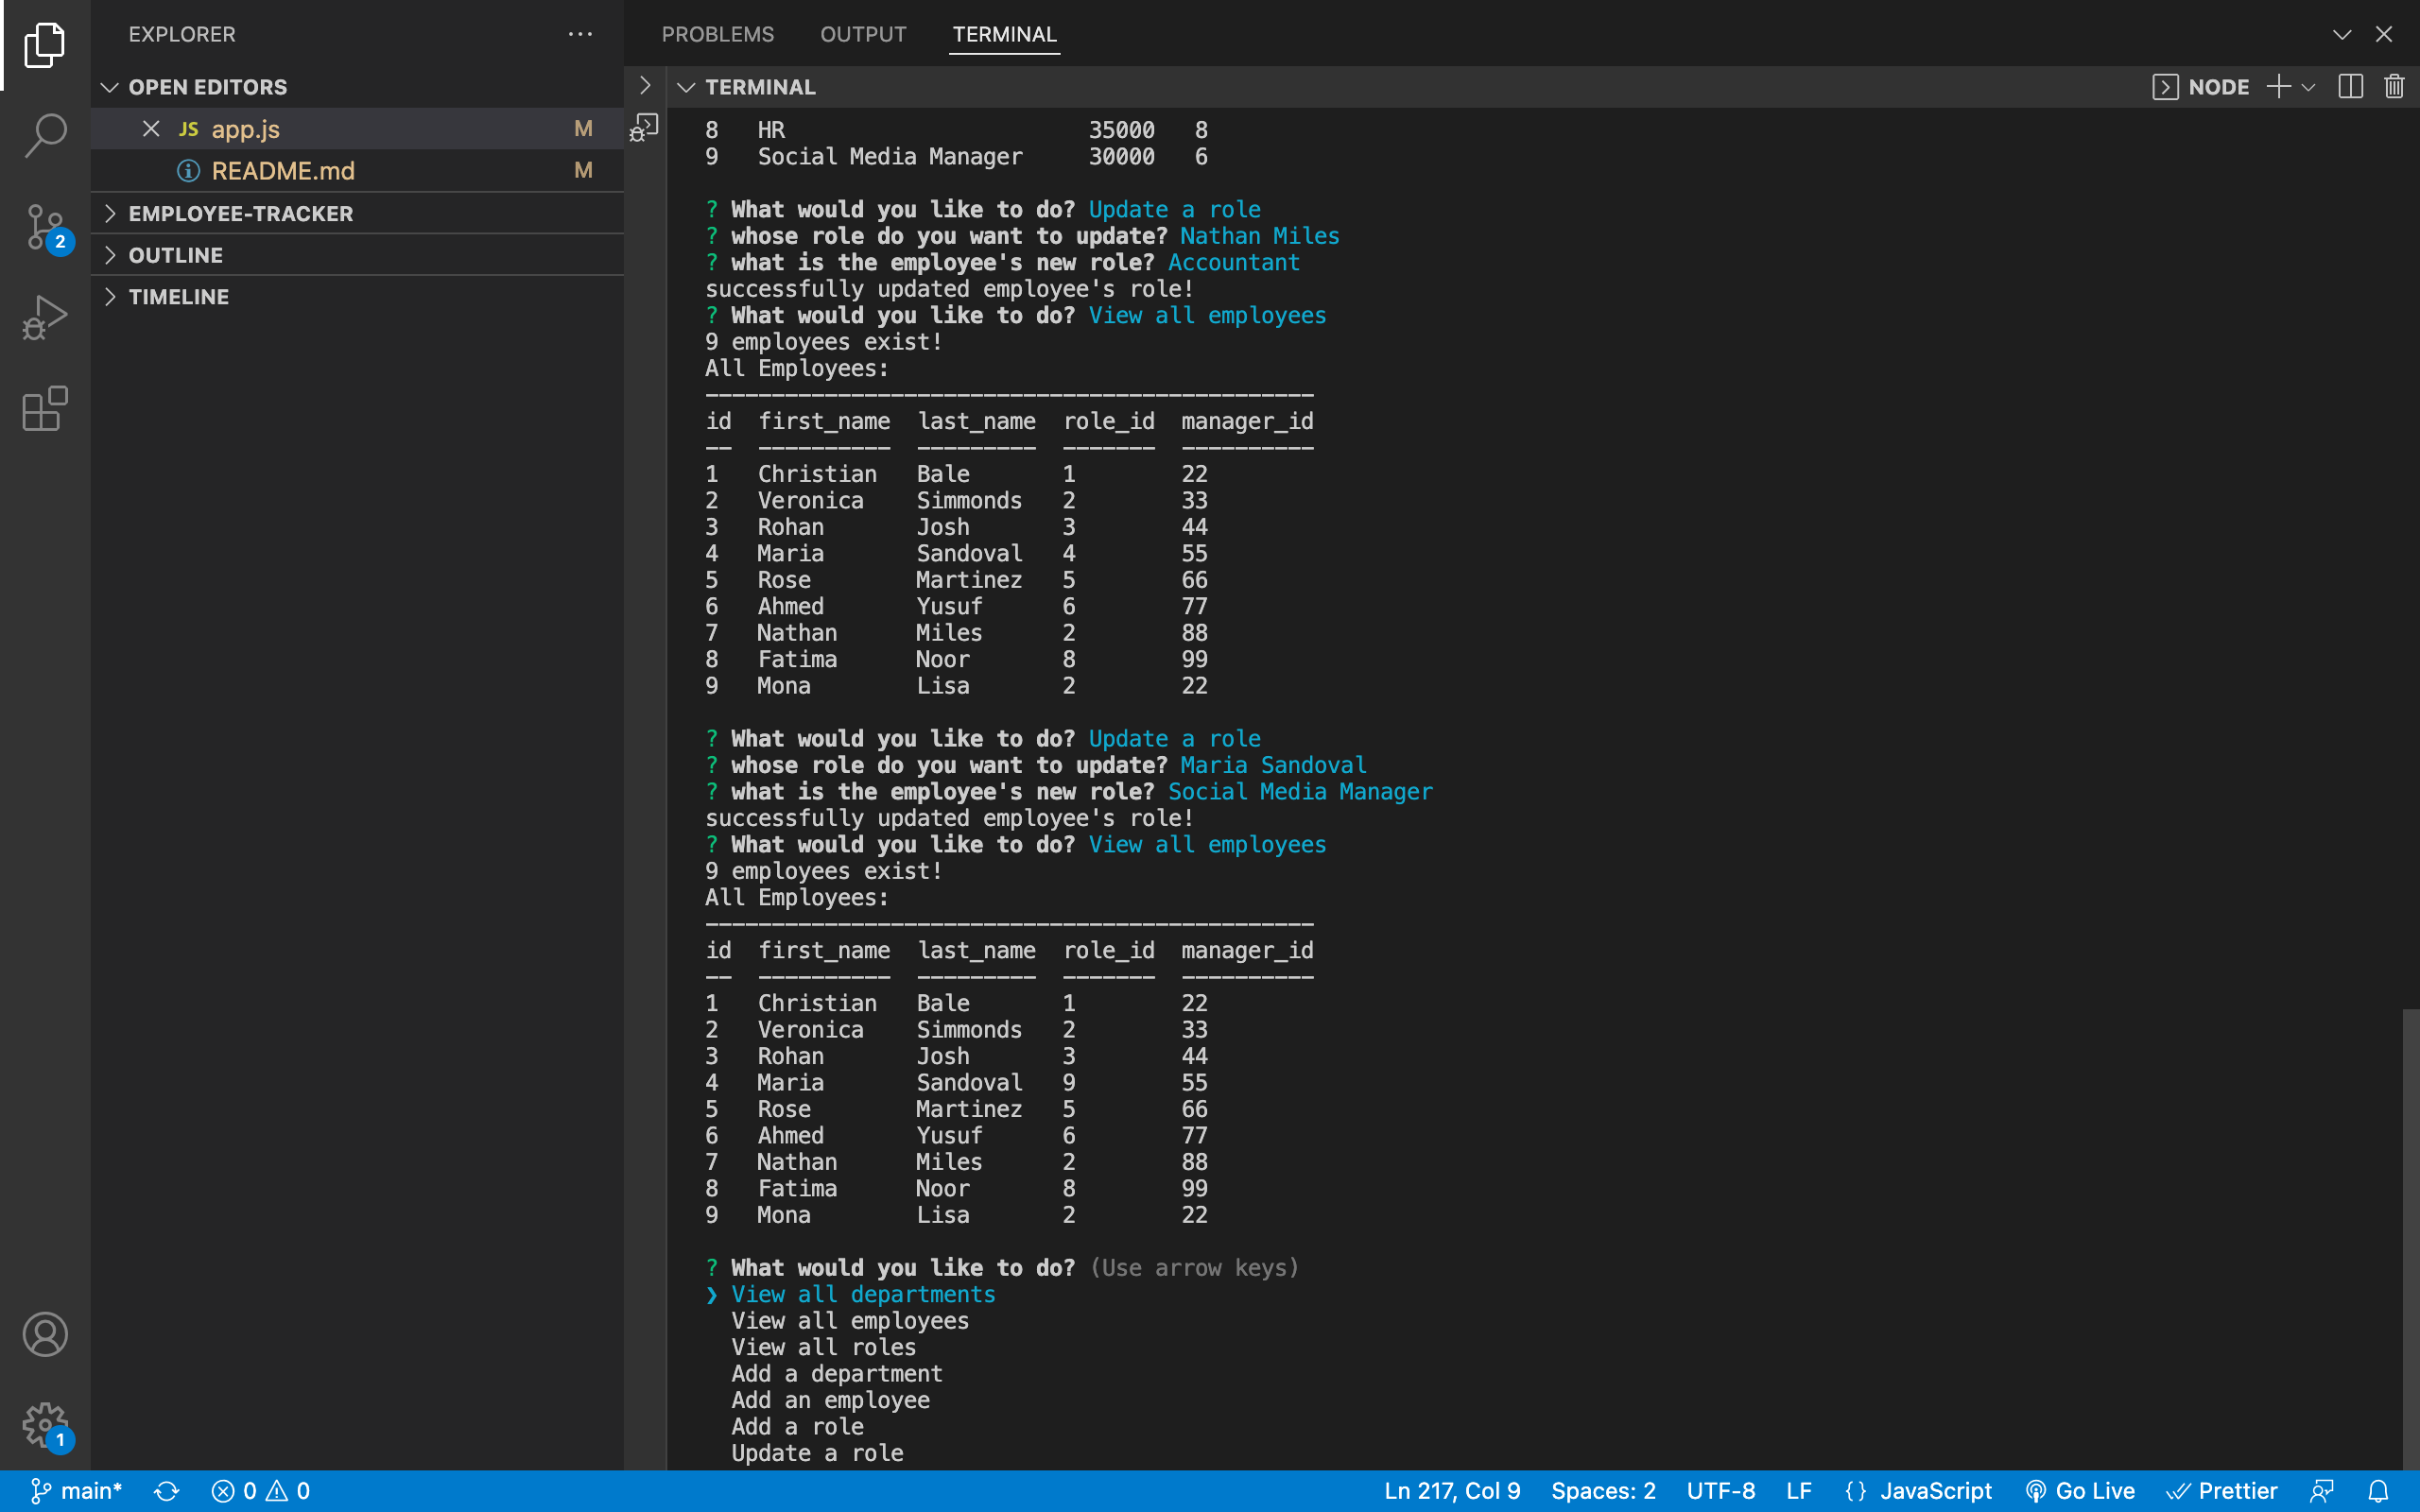 EXPLORER
OPEN EDITORS
JS app.js M
README.md M
EMPLOYEE-TRACKER
OUTLINE
TIMELINE
2
1
PROBLEMS OUTPUT TERMINAL
TERMINAL
NODE
8 HR 35000 8
9 Social Media Manager 30000 6
? What would you like to do? Update a role
? whose role do you want to update? Nathan Miles
? what is the employee's new role? Accountant
successfully updated employee's role!
? What would you like to do? View all employees
9 employees exist!
All Employees:
----------------------------------------------
id first_name last_name role_id manager_id
-- ---------- --------- ------- ----------
1 Christian Bale 1 22
2 Veronica Simmonds 2 33
3 Rohan Josh 3 44
4 Maria Sandoval 4 55
5 Rose Martinez 5 66
6 Ahmed Yusuf 6 77
7 Nathan Miles 2 88
8 Fatima Noor 8 99
9 Mona Lisa 2 22
? What would you like to do? Update a role
? whose role do you want to update? Maria Sandoval
? what is the employee's new role? Social Media Manager
successfully updated employee's role!
? What would you like to do? View all employees
9 employees exist!
All Employees:
----------------------------------------------
id first_name last_name role_id manager_id
-- ---------- --------- ------- ----------
1 Christian Bale 1 22
2 Veronica Simmonds 2 33
3 Rohan Josh 3 44
4 Maria Sandoval 9 55
5 Rose Martinez 5 66
6 Ahmed Yusuf 6 77
7 Nathan Miles 2 88
8 Fatima Noor 8 99
9 Mona Lisa 2 22
? What would you like to do? (Use arrow keys)
❯ View all departments
View all employees
View all roles
Add a department
Add an employee
Add a role
Update a role
main* 0 0 Ln 217, Col 9 Spaces: 2 UTF-8 LF {} JavaScript Go Live Prettier